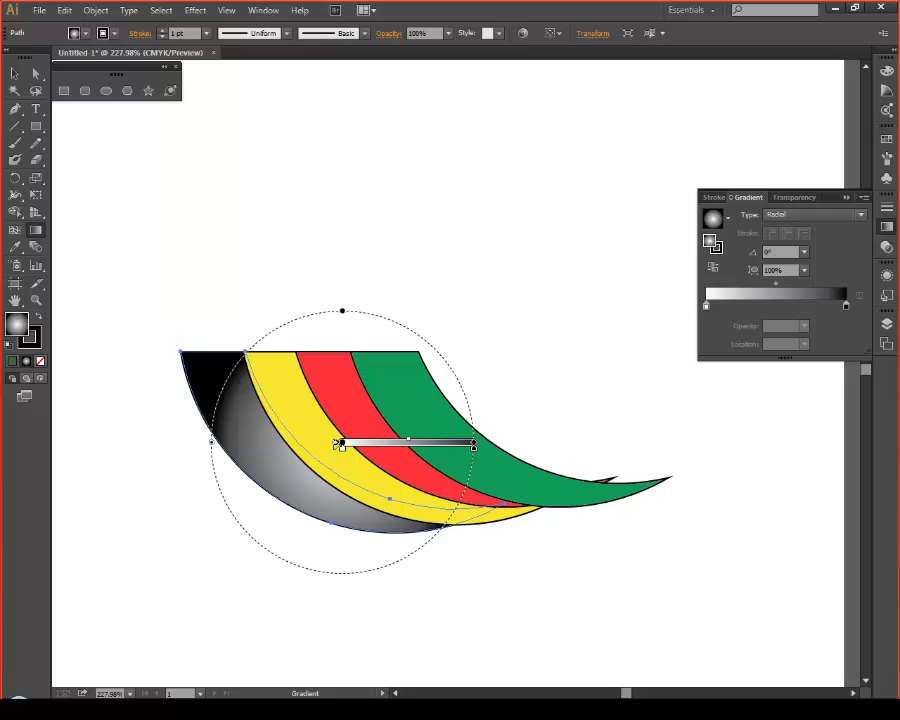 Ai File Edit Object Type Select Effect View Window Help Br Essentials
Path Stroke: 1 pt Uniform Basic Opacity: 100% Style: Transform
Untitled-1* @ 227.98% (CMYK/Preview) ×
T
Stroke Gradient Transparency
Type: Radial
Stroke:
0°
100%
Opacity:
Location:
227.98% 1 Gradient